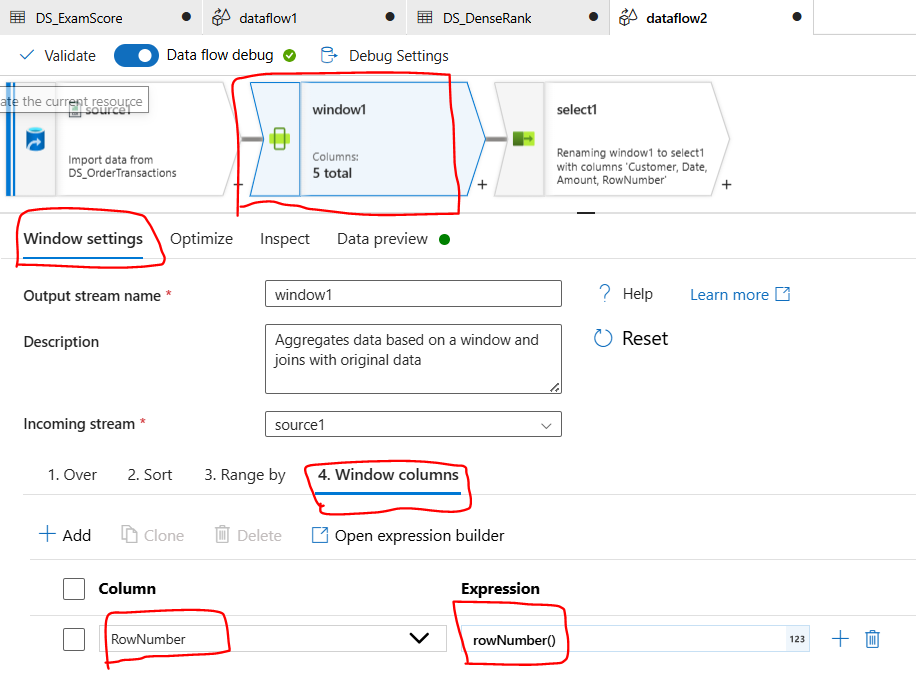 DS_ExamScore
dataflow1
DS_DenseRank
dataflow2
Validate
Data flow debug
Debug Settings
ate the current resource
source1
Import data from
DS_OrderTransactions
+
window1
Columns:
5 total
+
select1
Renaming window1 to select1
with columns 'Customer, Date,
Amount, RowNumber'
+
Window settings
Optimize
Inspect
Data preview
Output stream name *
window1
? Help
Learn more
Description
Aggregates data based on a window and
joins with original data
Reset
Incoming stream *
source1
1. Over
2. Sort
3. Range by
4. Window columns
+ Add
Clone
Delete
Open expression builder
Column
Expression
RowNumber
rowNumber()
123
+